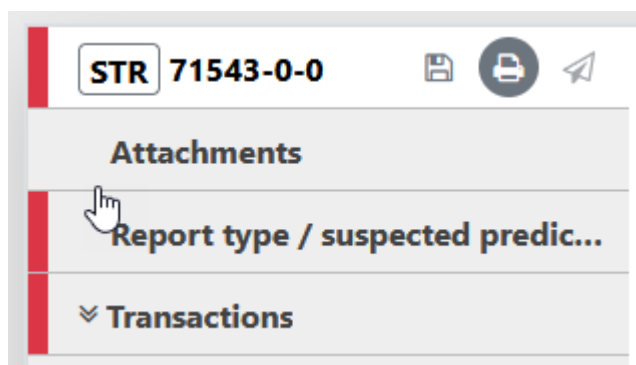 STR 71543-0-0
Attachments
Report type / suspected predic...
Transactions